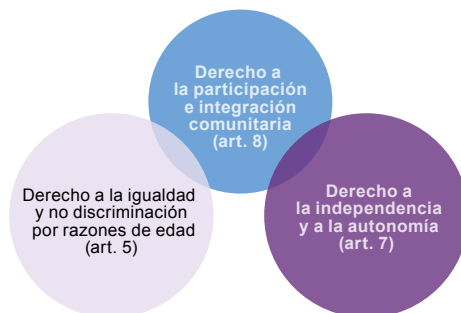 Derecho a
la participación
e integración
comunitaria
(art. 8)
Derecho a la igualdad
y no discriminación
por razones de edad
(art. 5)
Derecho a
la independencia
y a la autonomía
(art. 7)